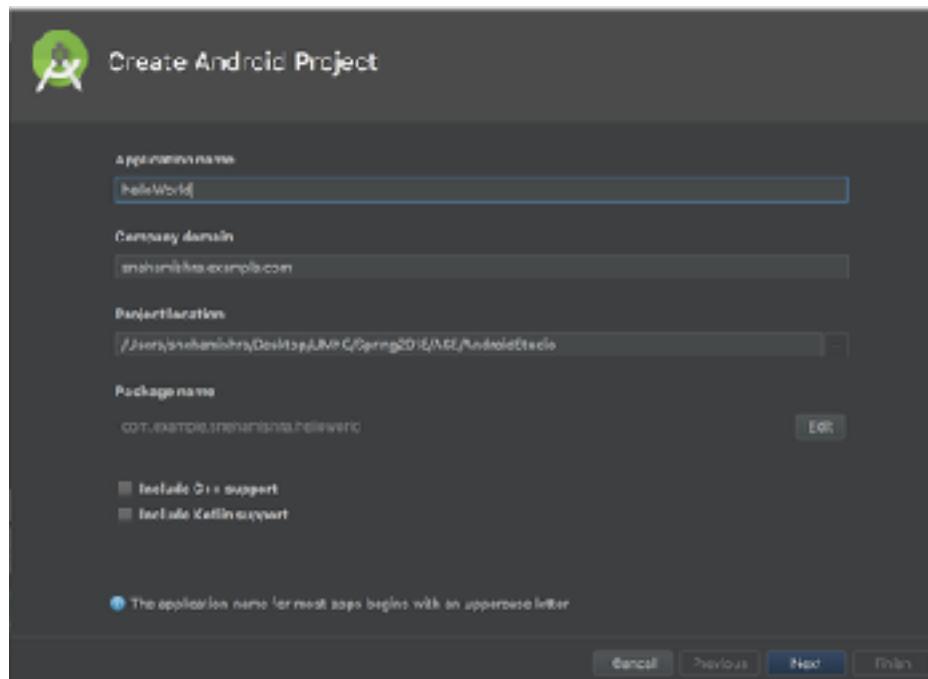 Create Android Project
Application name
helloWorld
Company domain
snehamishra.example.com
Project location
/Users/snehamishra/Desktop/UMKC/Spring2018/ASE/AndroidStudio
...
Package name
com.example.snehamishra.helloworld
Edit
Include C++ support
Include Kotlin support
The application name for most apps begins with an uppercase letter
Cancel
Previous
Next
Finish